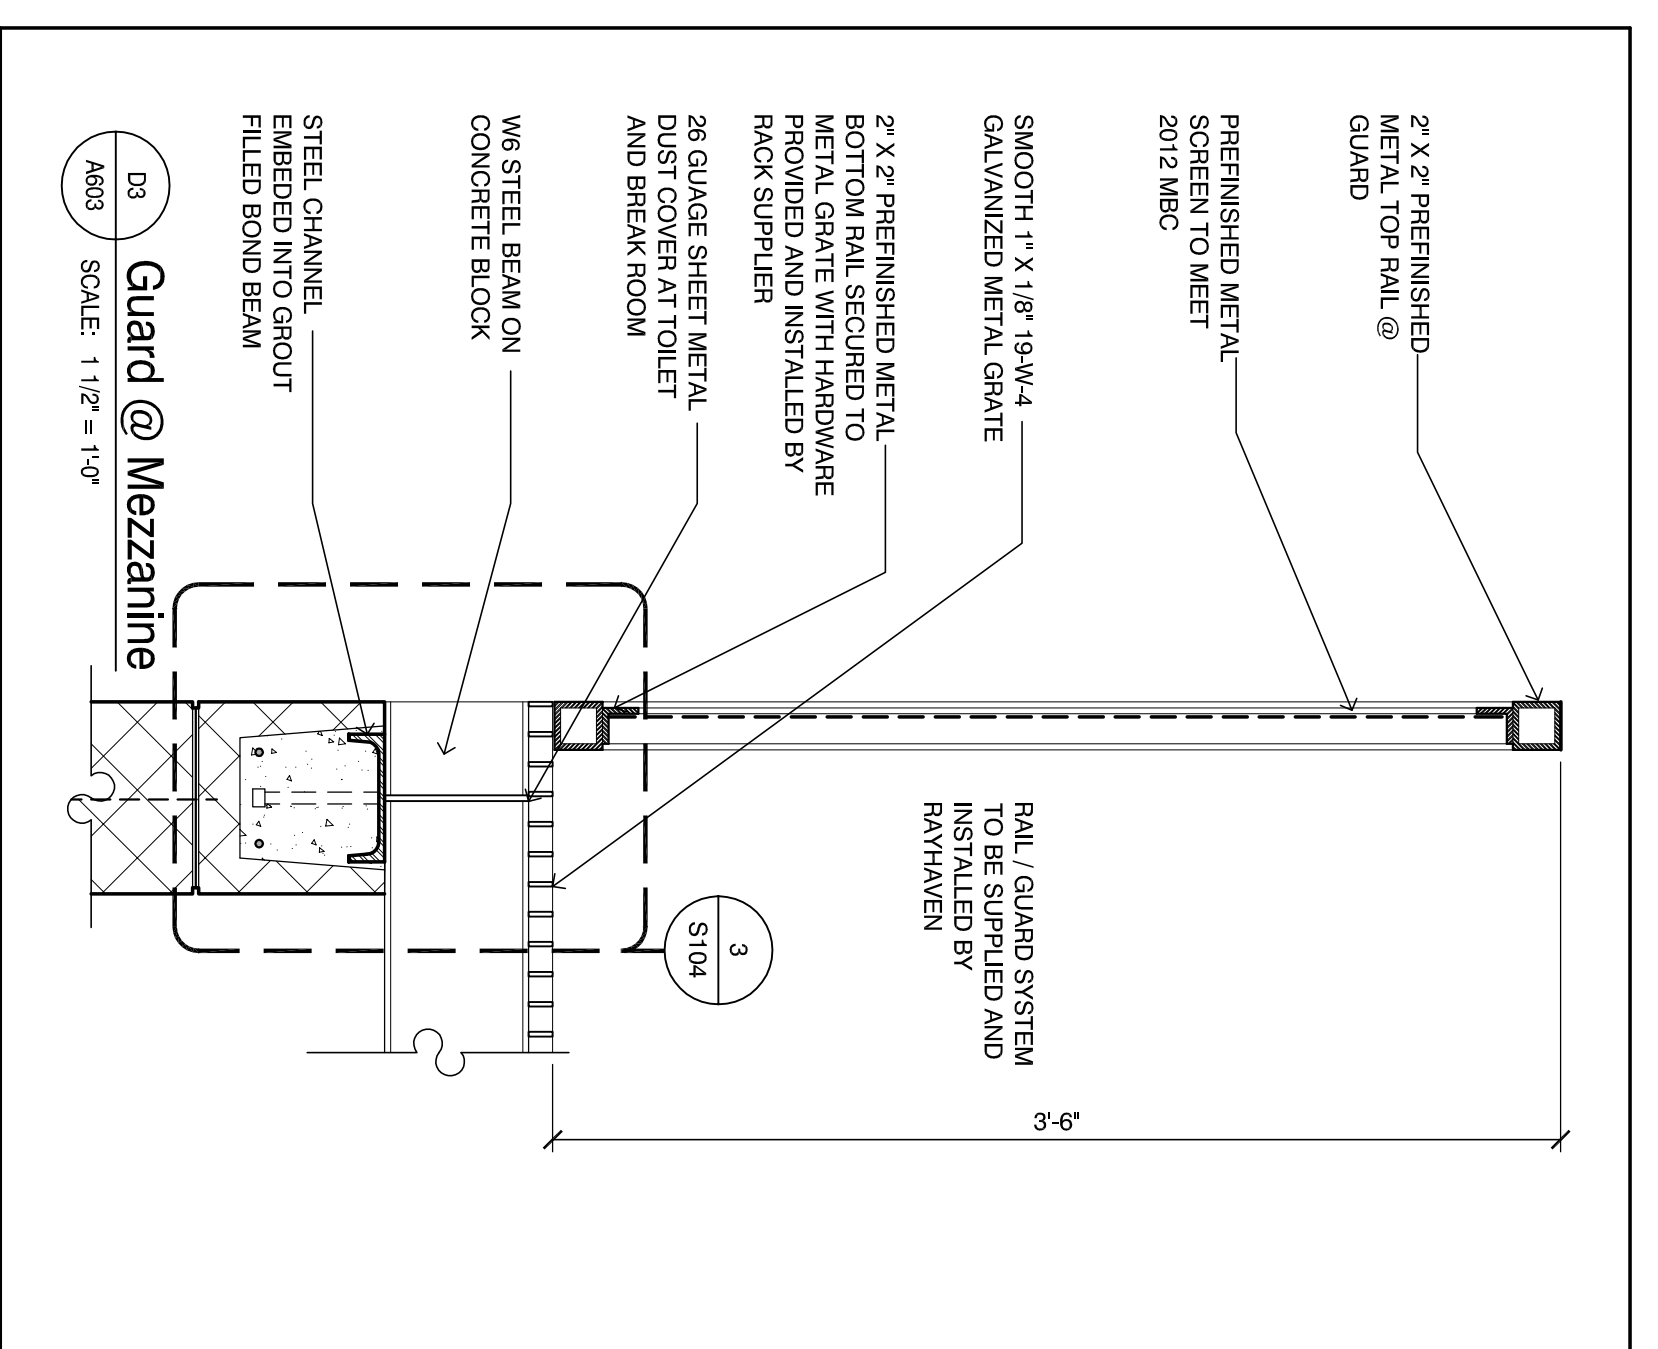 2" X 2" PREFINISHED
METAL TOP RAIL @
GUARD
PREFINISHED METAL
SCREEN TO MEET
2012 MBC
SMOOTH 1" X 1/8" 19-W-4
GALVANIZED METAL GRATE
2" X 2" PREFINISHED METAL
BOTTOM RAIL SECURED TO
METAL GRATE WITH HARDWARE
PROVIDED AND INSTALLED BY
RACK SUPPLIER
26 GUAGE SHEET METAL
DUST COVER AT TOILET
AND BREAK ROOM
W6 STEEL BEAM ON
CONCRETE BLOCK
STEEL CHANNEL
EMBEDED INTO GROUT
FILLED BOND BEAM
RAIL / GUARD SYSTEM
TO BE SUPPLIED AND
INSTALLED BY
RAYHAVEN
3'-6"
3
S104
D3
A603
Guard @ Mezzanine
SCALE: 1 1/2" = 1'-0"